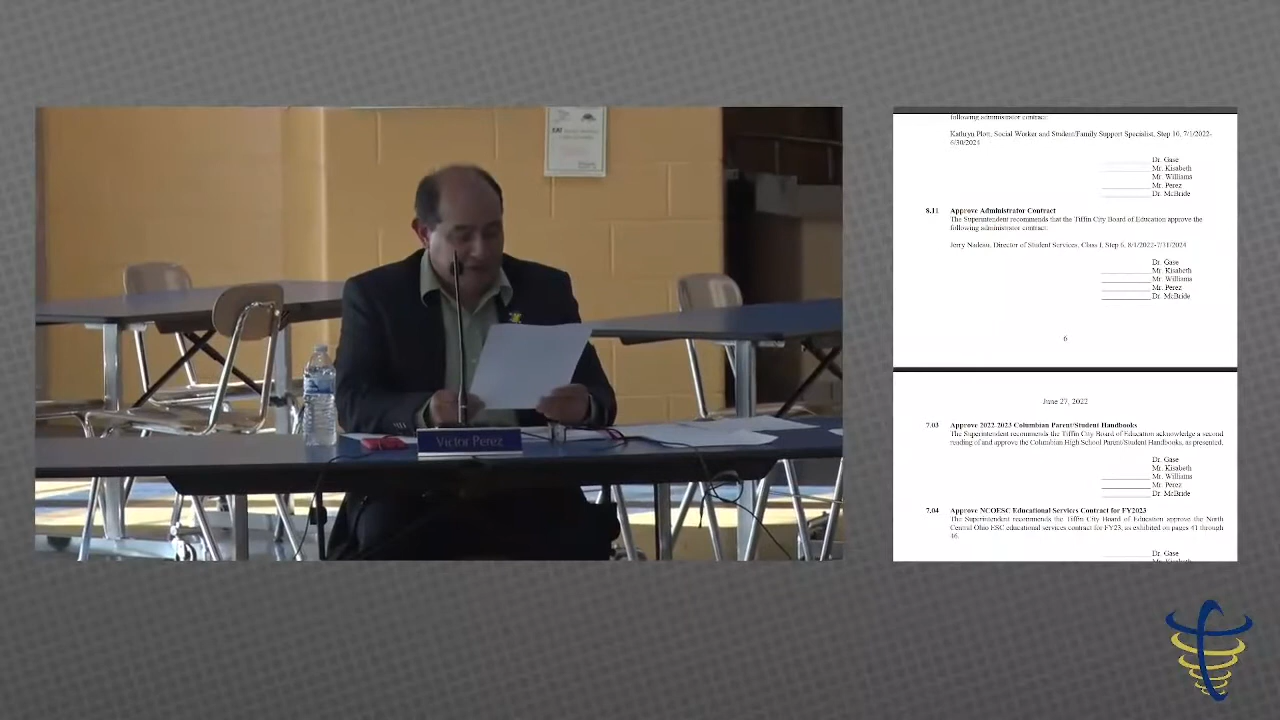 EAT
Victor Perez
following administrator contract:
Kathryn Plott, Social Worker and Student/Family Support Specialist, Step 10, 7/1/2022-
6/30/2024
Dr. Gase
Mr. Kisabeth
Mr. Williams
Mr. Perez
Dr. McBride
8.11 Approve Administrator Contract
The Superintendent recommends that the Tiffin City Board of Education approve the
following administrator contract:
Jerry Nadeau, Director of Student Services, Class I, Step 6, 8/1/2022-7/31/2024
Dr. Gase
Mr. Kisabeth
Mr. Williams
Mr. Perez
Dr. McBride
6
June 27, 2022
7.03 Approve 2022-2023 Columbian Parent/Student Handbooks
The Superintendent recommends the Tiffin City Board of Education acknowledge a second
reading of and approve the Columbian High School Parent/Student Handbooks, as presented.
Dr. Gase
Mr. Kisabeth
Mr. Williams
Mr. Perez
Dr. McBride
7.04 Approve NCOESC Educational Services Contract for FY2023
The Superintendent recommends the Tiffin City Board of Education approve the North
Central Ohio ESC educational services contract for FY23, as exhibited on pages 41 through
46.
Dr. Gase
Mr. Kisabeth